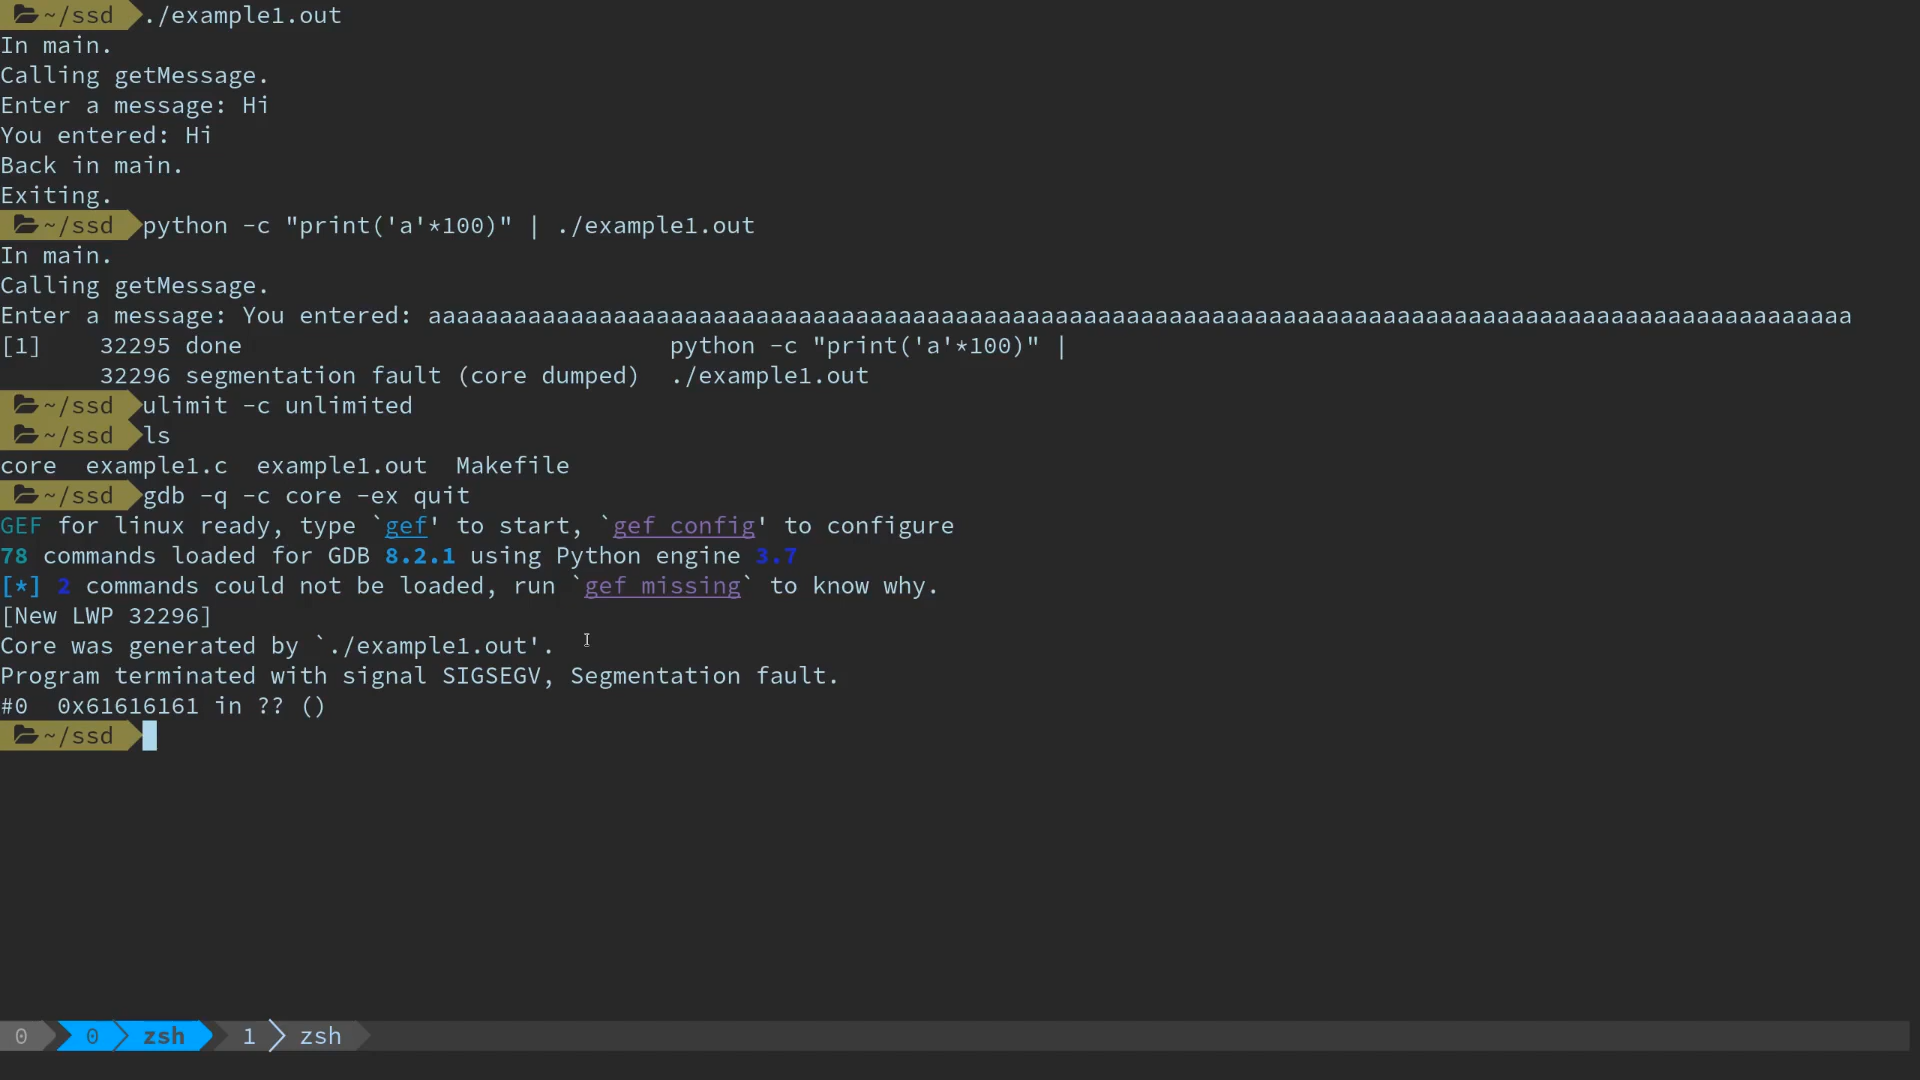 ~/ssd ./example1.out
In main.
Calling getMessage.
Enter a message: Hi
You entered: Hi
Back in main.
Exiting.
~/ssd python -c "print('a'*100)" | ./example1.out
In main.
Calling getMessage.
Enter a message: You entered: aaaaaaaaaaaaaaaaaaaaaaaaaaaaaaaaaaaaaaaaaaaaaaaaaaaaaaaaaaaaaaaaaaaaaaaaaaaaaaaaaaaaaaaaaaaaaaaaaaaa
[1]    32295 done                              python -c "print('a'*100)" |
       32296 segmentation fault (core dumped)  ./example1.out
~/ssd ulimit -c unlimited
~/ssd ls
core  example1.c  example1.out  Makefile
~/ssd gdb -q -c core -ex quit
GEF for linux ready, type `gef' to start, `gef config' to configure
78 commands loaded for GDB 8.2.1 using Python engine 3.7
[*] 2 commands could not be loaded, run `gef missing` to know why.
[New LWP 32296]
Core was generated by `./example1.out'.
Program terminated with signal SIGSEGV, Segmentation fault.
#0  0x61616161 in ?? ()
~/ssd
0 0 zsh 1 zsh